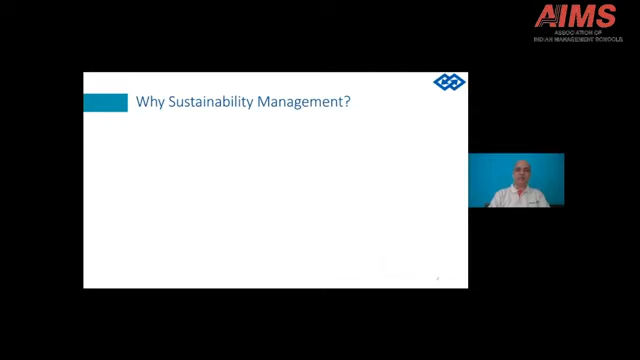 AIMS
ASSOCIATION OF
INDIAN MANAGEMENT SCHOOLS
Why Sustainability Management?